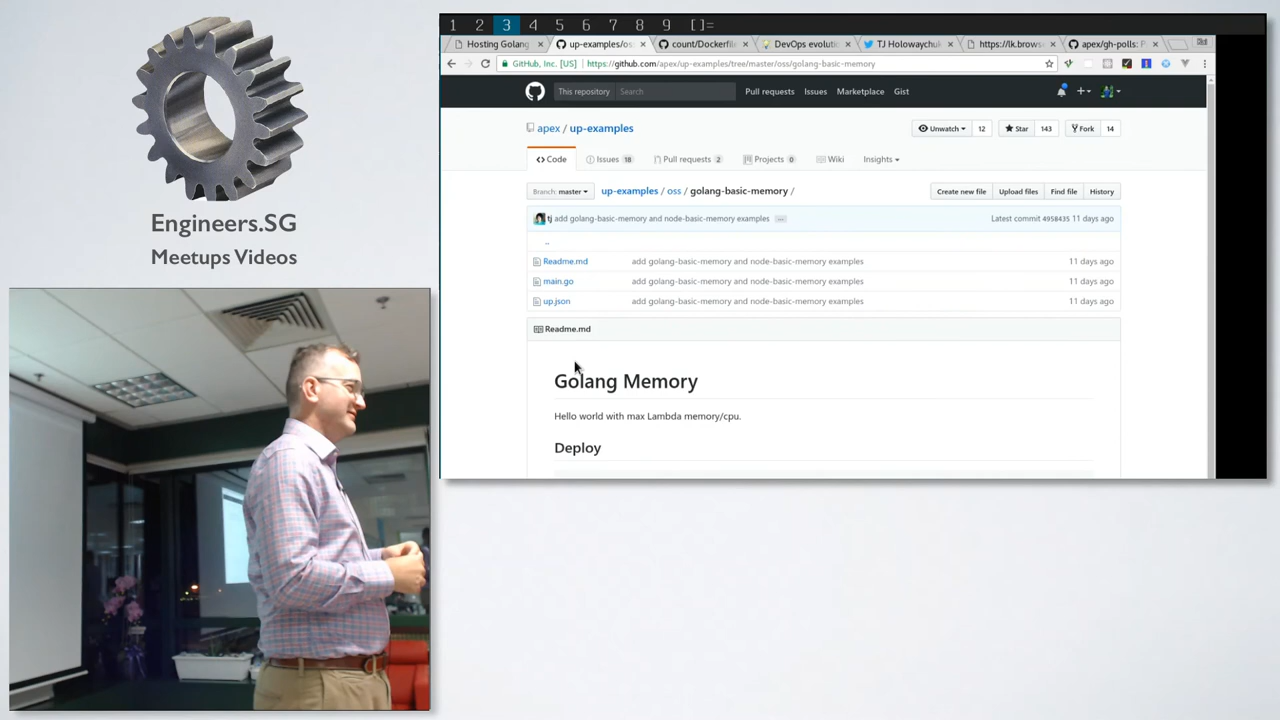 Engineers.SG
Meetups Videos
1 2 3 4 5 6 7 8 9 []=
Hosting Golang
up-examples/os
count/Dockerfil
DevOps evolutic
TJ Holowaychuk
https://lk.browse
apex/gh-polls: P
GitHub, Inc. [US] https://github.com/apex/up-examples/tree/master/oss/golang-basic-memory
This repository Search Pull requests Issues Marketplace Gist
apex / up-examples Unwatch 12 Star 143 Fork 14
Code Issues 18 Pull requests 2 Projects 0 Wiki Insights
Branch: master up-examples / oss / golang-basic-memory / Create new file Upload files Find file History
tj add golang-basic-memory and node-basic-memory examples ... Latest commit 4958435 11 days ago
..
Readme.md add golang-basic-memory and node-basic-memory examples 11 days ago
main.go add golang-basic-memory and node-basic-memory examples 11 days ago
up.json add golang-basic-memory and node-basic-memory examples 11 days ago
Readme.md
Golang Memory
Hello world with max Lambda memory/cpu.
Deploy